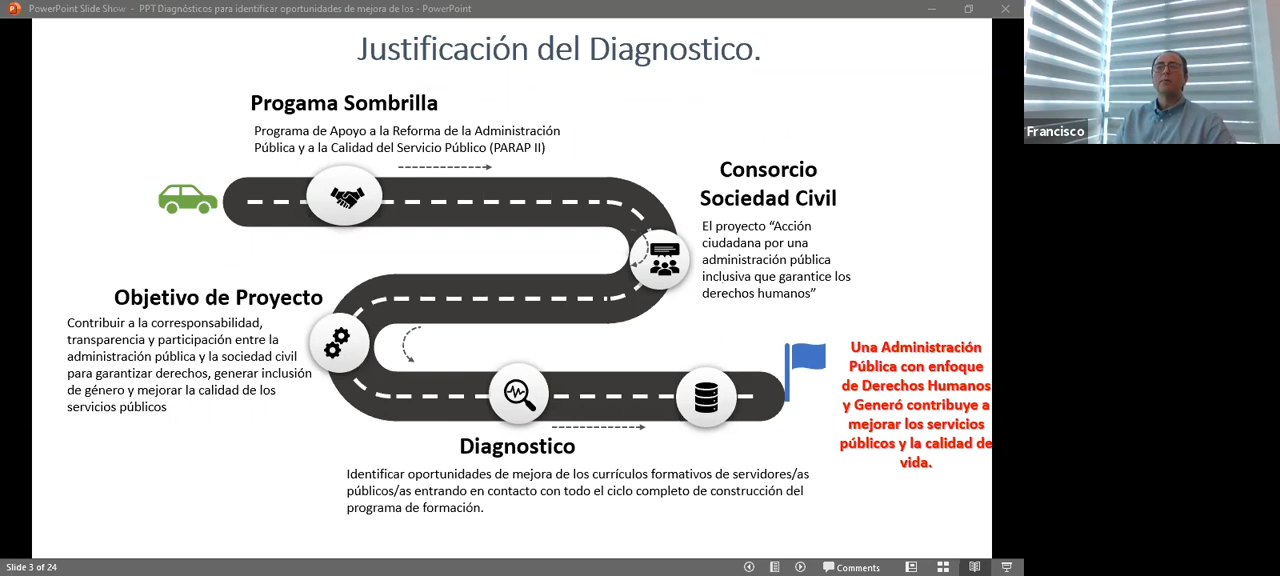 PowerPoint Slide Show - PPT Diagnósticos para identificar oportunidades de mejora de los - PowerPoint
Justificación del Diagnostico.
Progama Sombrilla
Programa de Apoyo a la Reforma de la Administración
Pública y a la Calidad del Servicio Público (PARAP II)
Consorcio
Sociedad Civil
El proyecto “Acción
ciudadana por una
administración pública
inclusiva que garantice los
derechos humanos”
Objetivo de Proyecto
Contribuir a la corresponsabilidad,
transparencia y participación entre la
administración pública y la sociedad civil
para garantizar derechos, generar inclusión
de género y mejorar la calidad de los
servicios públicos
Una Administración
Pública con enfoque
de Derechos Humanos
y Generó contribuye a
mejorar los servicios
públicos y la calidad de
vida.
Diagnostico
Identificar oportunidades de mejora de los currículos formativos de servidores/as
públicos/as entrando en contacto con todo el ciclo completo de construcción del
programa de formación.
Slide 3 of 24
Comments
Francisco